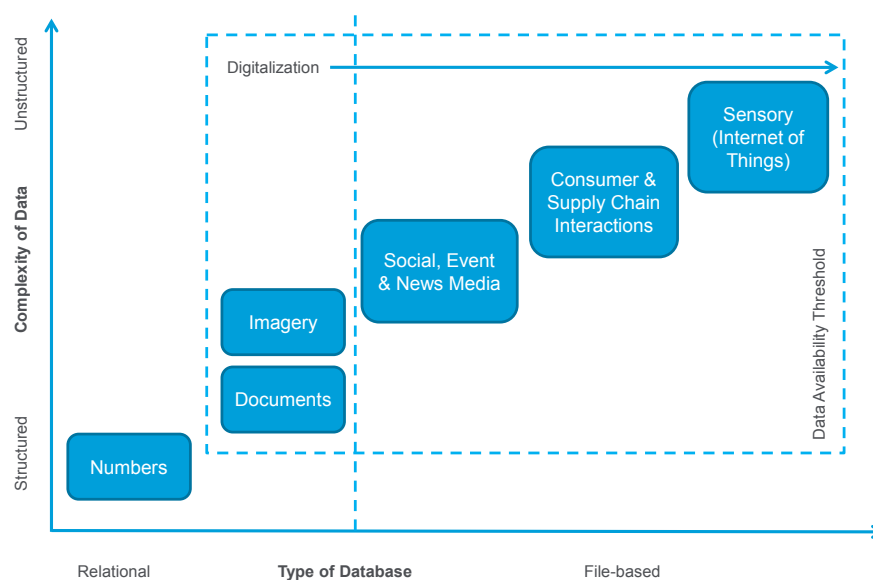 Unstructured
Complexity of Data
Structured
Digitalization
Sensory
(Internet of
Things)
Consumer &
Supply Chain
Interactions
Social, Event
& News Media
Imagery
Documents
Numbers
Data Availability Threshold
Relational
Type of Database
File-based